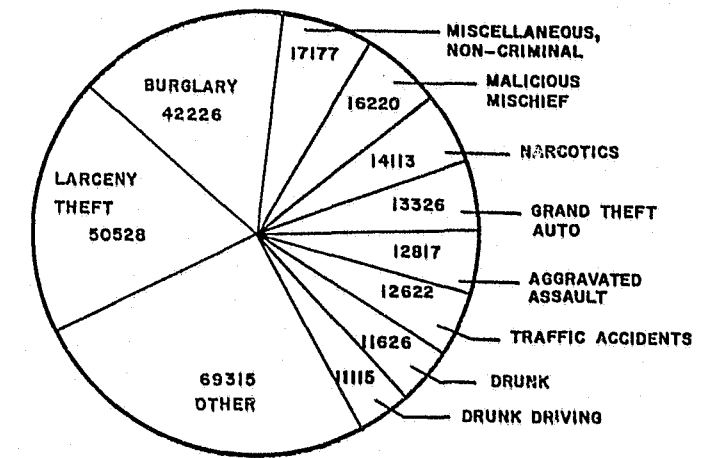 MISCELLANEOUS,
NON-CRIMINAL
17177
MALICIOUS
MISCHIEF
16220
NARCOTICS
14113
GRAND THEFT
AUTO
13326
AGGRAVATED
ASSAULT
12817
TRAFFIC ACCIDENTS
12622
DRUNK
11626
DRUNK DRIVING
11115
69315
OTHER
LARCENY
THEFT
50528
BURGLARY
42226